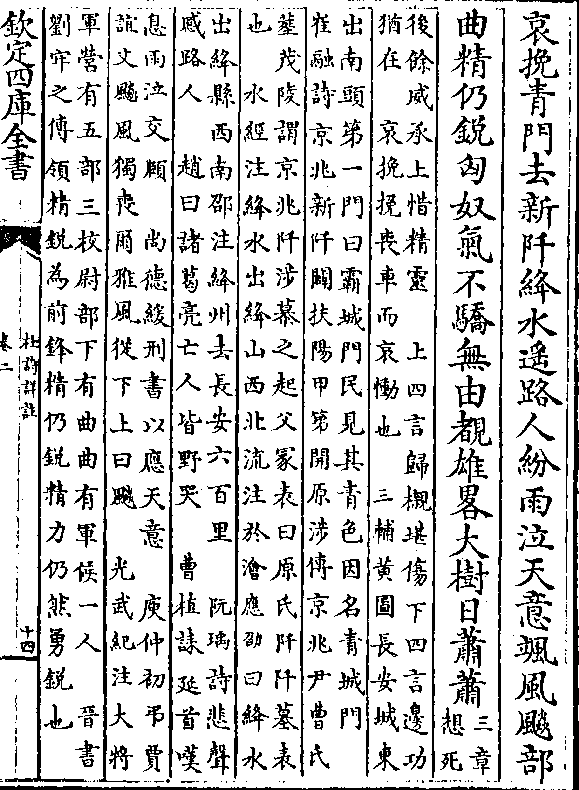 哀挽青門去新阡絳水遥路人紛雨泣天意颯風飈部
曲精仍鋭匈奴氣不驕無由覩雄畧大樹日蕭蕭
三章
想死
後餘威承上惜精靈　上四言歸櫬堪傷下四言邊功
猶在　哀挽挽喪車而哀慟也　三輔黄圖長安城東
出南頭第一門曰霸城門民見其青色因名青城門
崔融詩京兆新阡闢扶陽甲第開原涉傳京兆尹曹氏
塟茂陵謂京兆阡涉慕之起父冢表曰原氏阡阡墓表
也　水經注絳水出絳山西北流注於澮應劭曰絳水
出絳縣西南邵注絳州去長安六百里　阮瑀詩悲聲
感路人　趙曰諸葛亮亡人皆野哭　曹植誄延首嘆
息雨泣交頤　尚德緩刑書以應天意　庾仲初弔賈
誼文飈風獨喪爾雅風從下上曰飈　光武紀注大將
軍營有五部三校尉部下有曲曲有軍候一人　晉書
劉牢之傳領精鋭為前鋒精仍鋭精力仍然勇鋭也
欽定四庫全書
杜詩詳註
卷二
十四